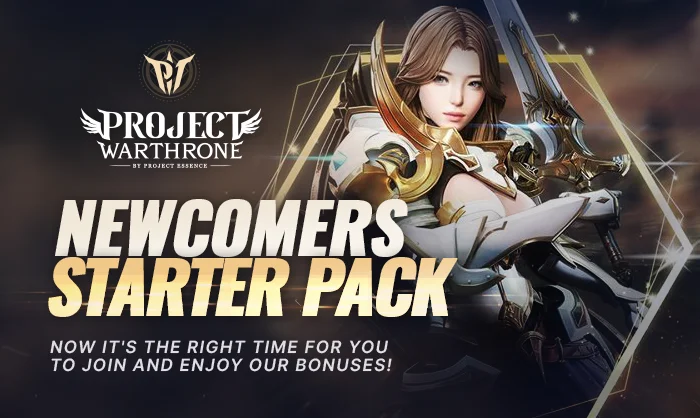 PT
PROJECT
WARTHRONE
BY PROJECT ESSENCE
NEWCOMERS
STARTER PACK
NOW IT'S THE RIGHT TIME FOR YOU
TO JOIN AND ENJOY OUR BONUSES!